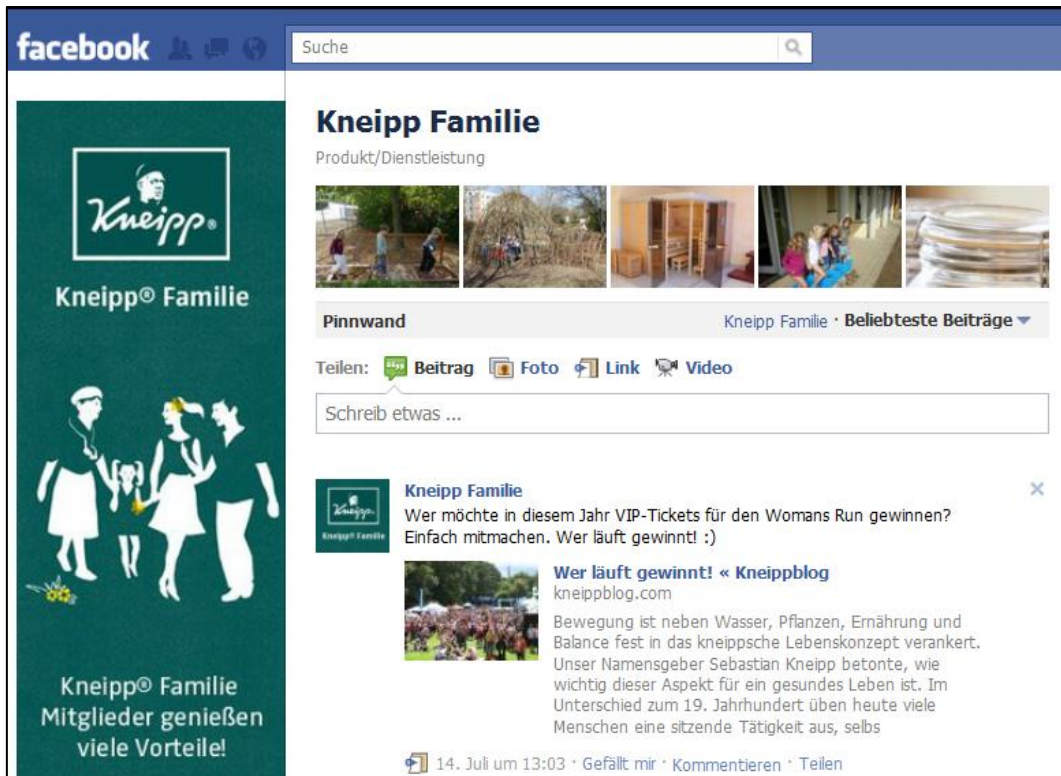 facebook
Suche
Kneipp®
Kneipp® Familie
Kneipp® Familie
Mitglieder genießen
viele Vorteile!
Kneipp Familie
Produkt/Dienstleistung
Pinnwand
Kneipp Familie · Beliebteste Beiträge
Teilen: Beitrag Foto Link Video
Schreib etwas ...
Kneipp
Kneipp® Familie
Kneipp Familie
Wer möchte in diesem Jahr VIP-Tickets für den Womans Run gewinnen?
Einfach mitmachen. Wer läuft gewinnt! :)
Wer läuft gewinnt! « Kneippblog
kneippblog.com
Bewegung ist neben Wasser, Pflanzen, Ernährung und
Balance fest in das kneippsche Lebenskonzept verankert.
Unser Namensgeber Sebastian Kneipp betonte, wie
wichtig dieser Aspekt für ein gesundes Leben ist. Im
Unterschied zum 19. Jahrhundert üben heute viele
Menschen eine sitzende Tätigkeit aus, selbs
14. Juli um 13:03 · Gefällt mir · Kommentieren · Teilen